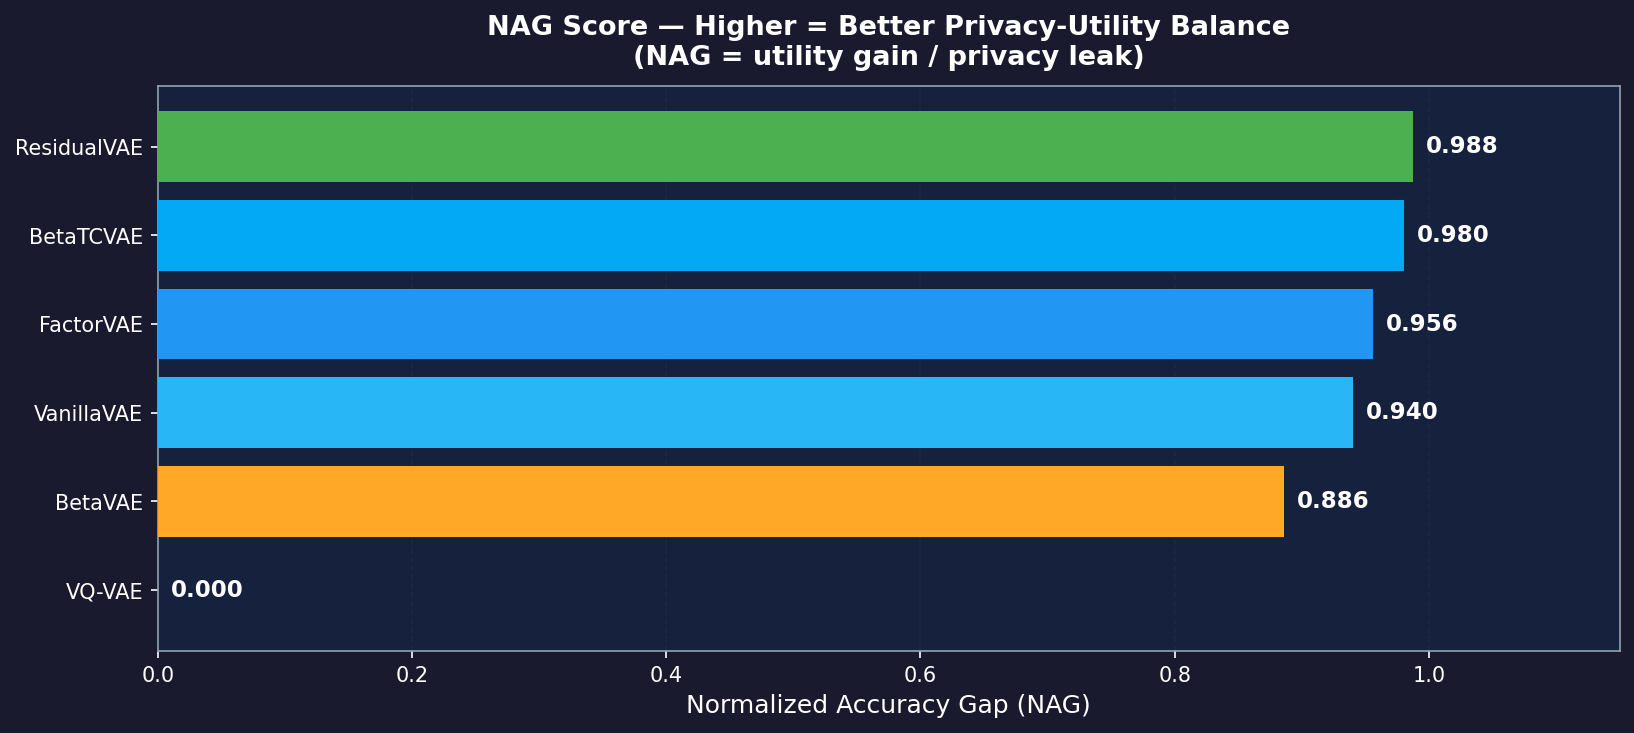 NAG Score — Higher = Better Privacy-Utility Balance
(NAG = utility gain / privacy leak)
ResidualVAE
0.988
BetaTCVAE
0.980
FactorVAE
0.956
VanillaVAE
0.940
BetaVAE
0.886
VQ-VAE
0.000
0.0 0.2 0.4 0.6 0.8 1.0
Normalized Accuracy Gap (NAG)